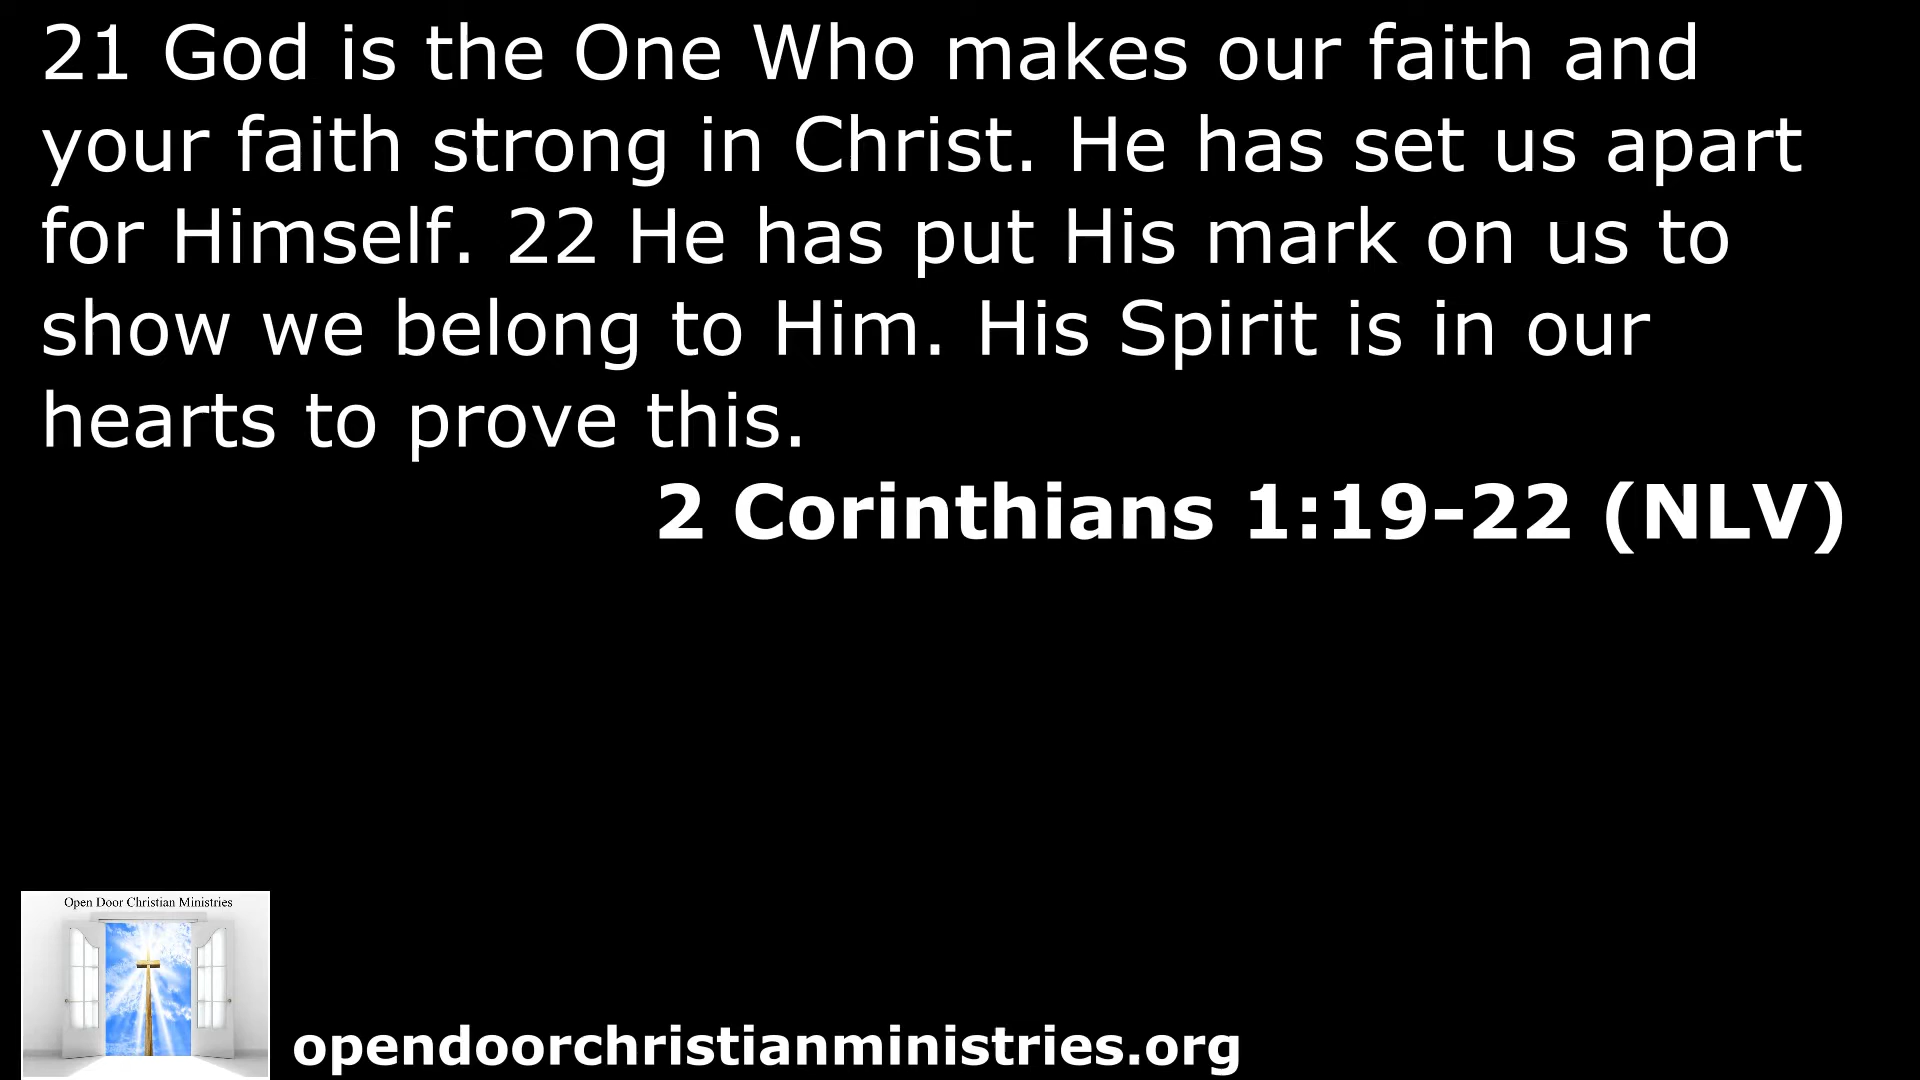 21 God is the One Who makes our faith and
your faith strong in Christ. He has set us apart
for Himself. 22 He has put His mark on us to
show we belong to Him. His Spirit is in our
hearts to prove this.
2 Corinthians 1:19-22 (NLV)
Open Door Christian Ministries
opendoorchristianministries.org